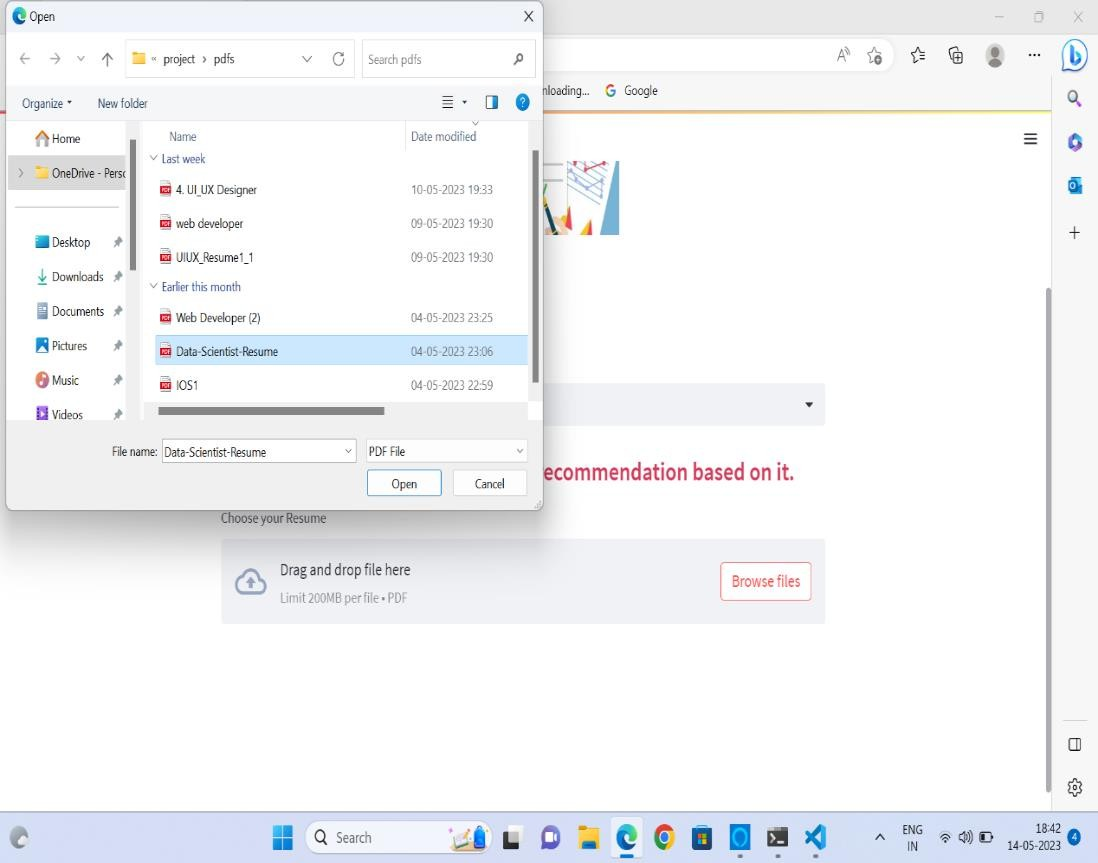 Open
« project › pdfs
Search pdfs
Organize
New folder
nloading...
Google
Home
OneDrive - Perso
Desktop
Downloads
Documents
Pictures
Music
Videos
Name
Date modified
Last week
4. UI_UX Designer 10-05-2023 19:33
web developer 09-05-2023 19:30
UIUX_Resume1_1 09-05-2023 19:30
Earlier this month
Web Developer (2) 04-05-2023 23:25
Data-Scientist-Resume 04-05-2023 23:06
IOS1 04-05-2023 22:59
File name: Data-Scientist-Resume
PDF File
Open
Cancel
ecommendation based on it.
Choose your Resume
Drag and drop file here
Limit 200MB per file • PDF
Browse files
Search
ENG
IN
18:42
14-05-2023
4